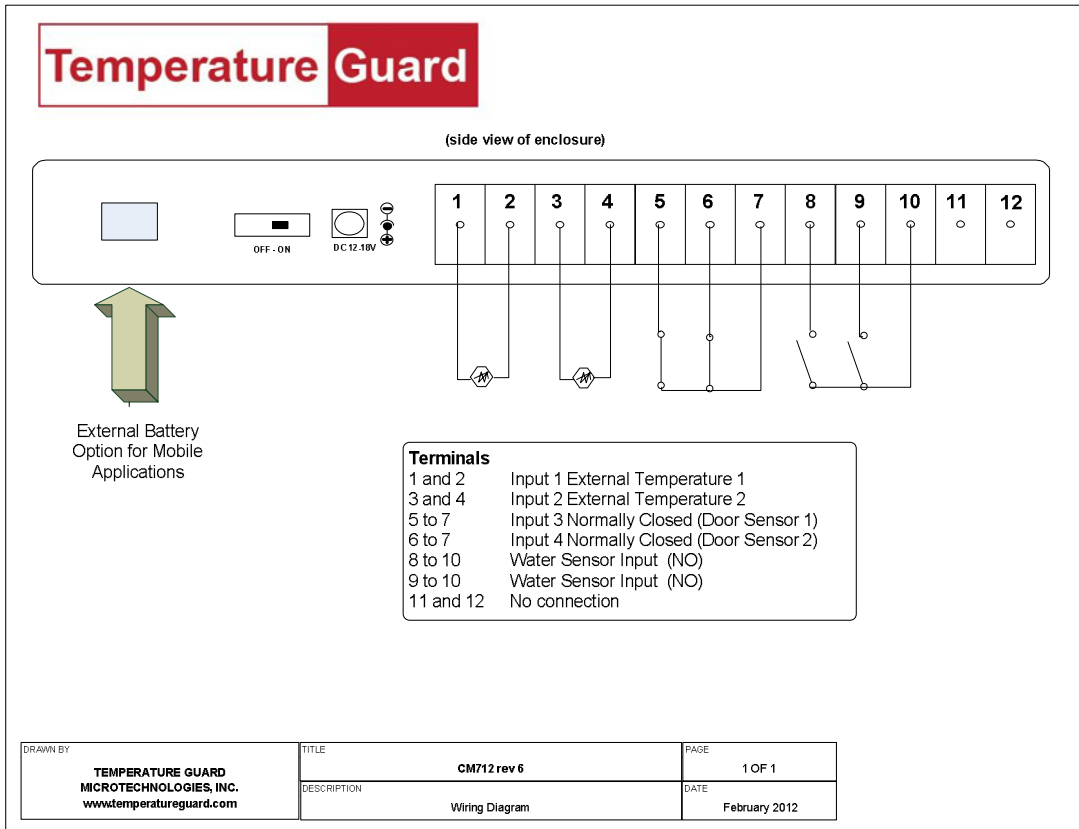 Temperature Guard
(side view of enclosure)
1 2 3 4 5 6 7 8 9 10 11 12
OFF - ON
DC 12-18V
External Battery
Option for Mobile
Applications
Terminals
1 and 2 Input 1 External Temperature 1
3 and 4 Input 2 External Temperature 2
5 to 7 Input 3 Normally Closed (Door Sensor 1)
6 to 7 Input 4 Normally Closed (Door Sensor 2)
8 to 10 Water Sensor Input (NO)
9 to 10 Water Sensor Input (NO)
11 and 12 No connection
DRAWN BY
TEMPERATURE GUARD
MICROTECHNOLOGIES, INC.
www.temperatureguard.com
TITLE
CM712 rev 6
PAGE
1 OF 1
DESCRIPTION
Wiring Diagram
DATE
February 2012